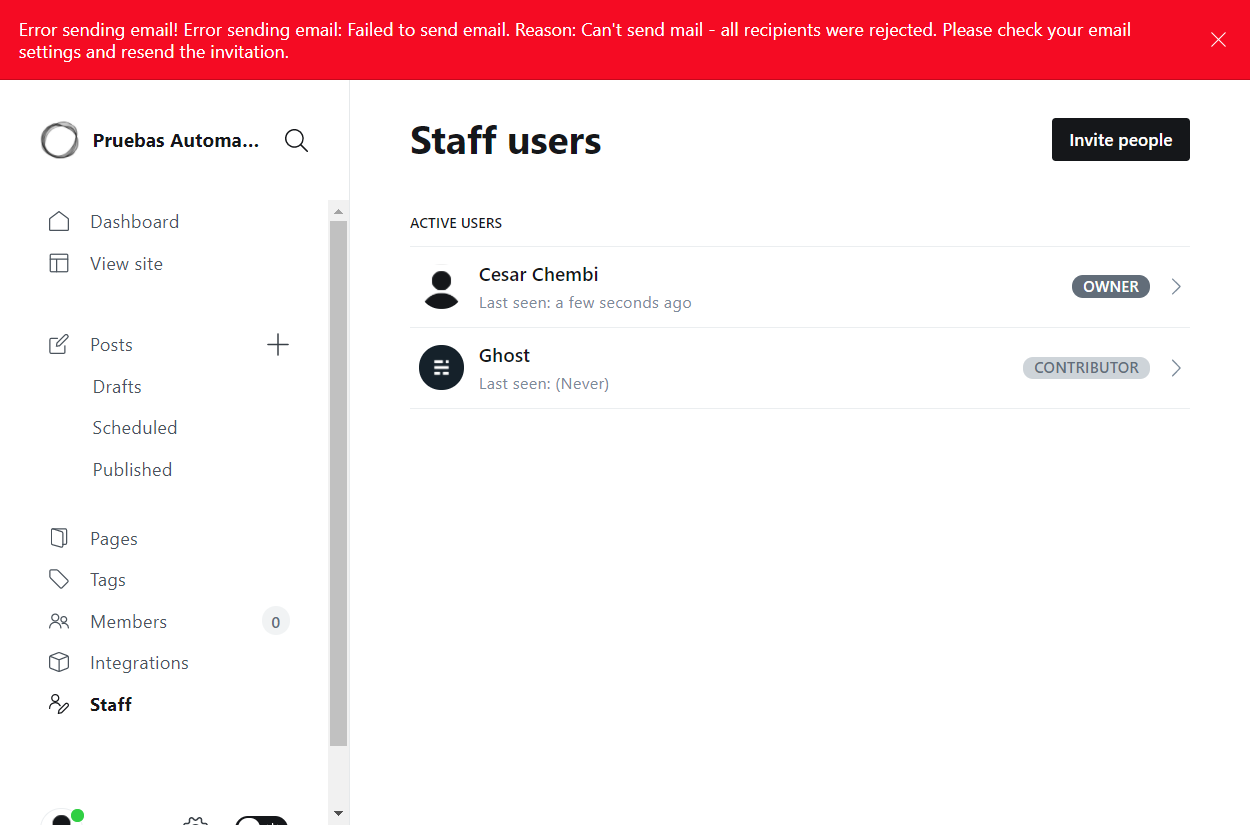 Error sending email! Error sending email: Failed to send email. Reason: Can't send mail - all recipients were rejected. Please check your email
settings and resend the invitation.
Pruebas Automa...
Dashboard
View site
Posts
Drafts
Scheduled
Published
Pages
Tags
Members
0
Integrations
Staff
Staff users
Invite people
ACTIVE USERS
Cesar Chembi
Last seen: a few seconds ago
OWNER
Ghost
Last seen: (Never)
CONTRIBUTOR